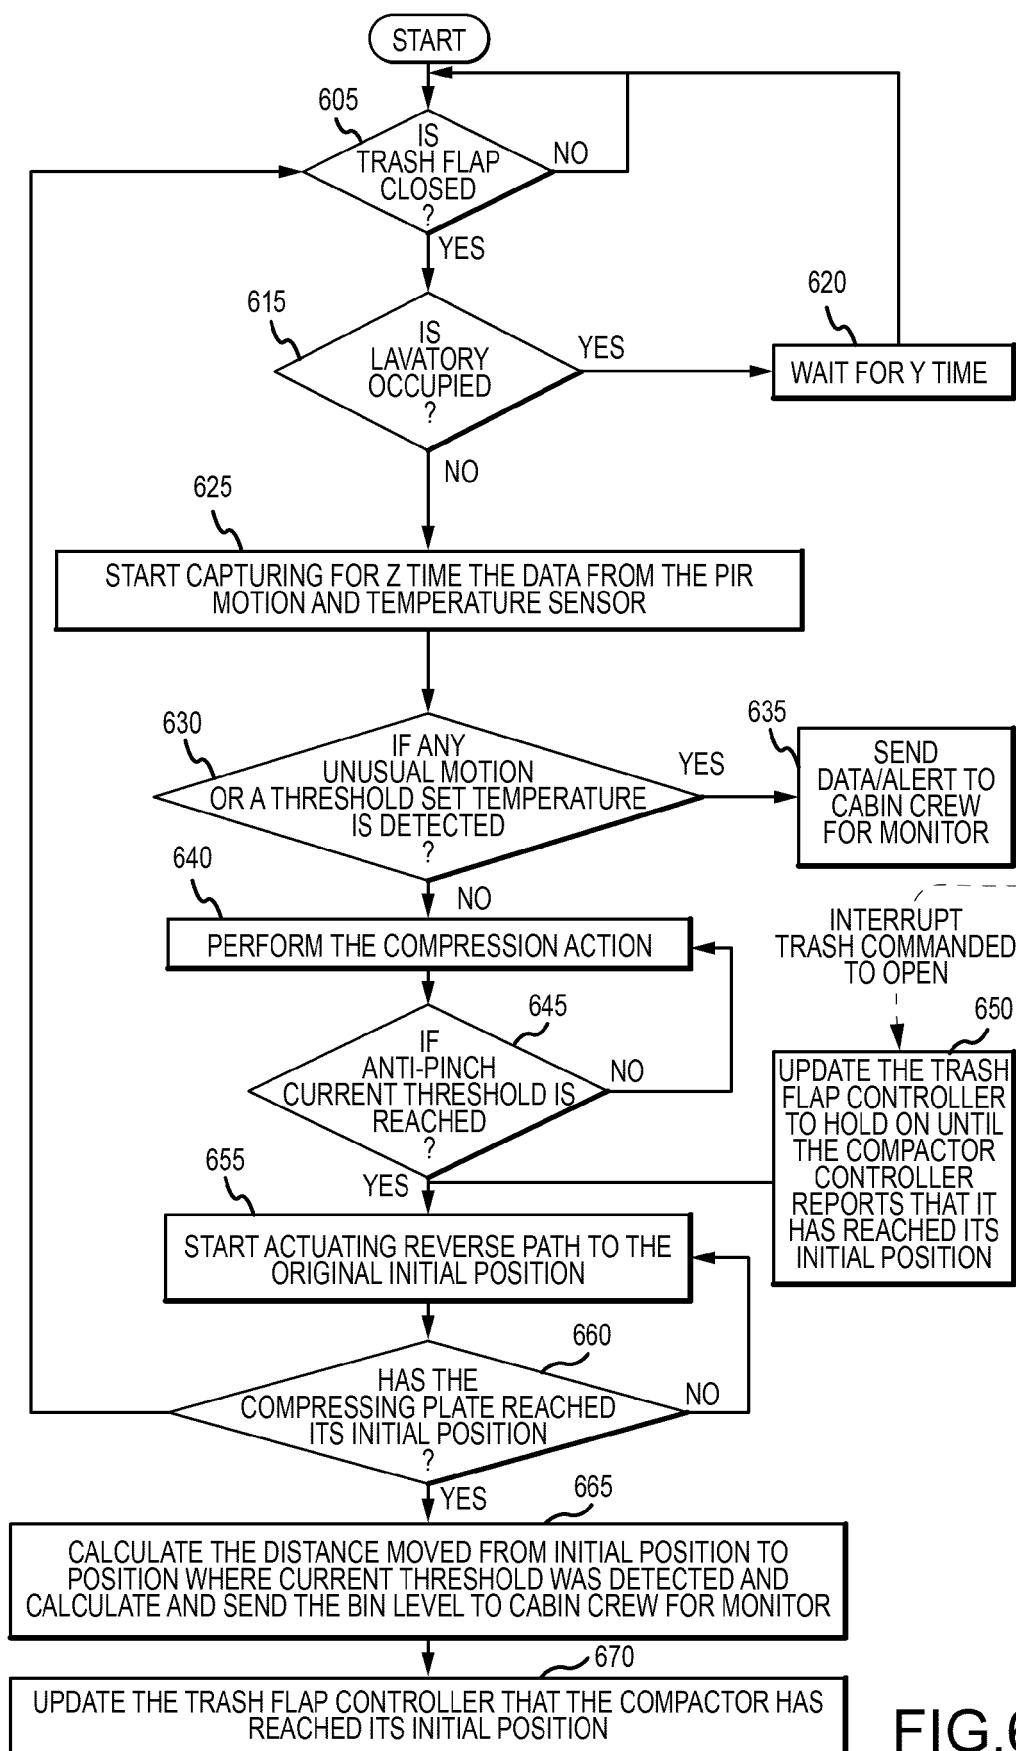 START
605
IS
TRASH FLAP
CLOSED
?
NO
YES
615
IS
LAVATORY
OCCUPIED
?
YES
620
WAIT FOR Y TIME
NO
625
START CAPTURING FOR Z TIME THE DATA FROM THE PIR
MOTION AND TEMPERATURE SENSOR
630
IF ANY
UNUSUAL MOTION
OR A THRESHOLD SET TEMPERATURE
IS DETECTED
?
YES
635
SEND
DATA/ALERT TO
CABIN CREW
FOR MONITOR
NO
640
PERFORM THE COMPRESSION ACTION
INTERRUPT
TRASH COMMANDED
TO OPEN
645
IF
ANTI-PINCH
CURRENT THRESHOLD IS
REACHED
?
NO
650
UPDATE THE TRASH
FLAP CONTROLLER
TO HOLD ON UNTIL
THE COMPACTOR
CONTROLLER
REPORTS THAT IT
HAS REACHED ITS
INITIAL POSITION
YES
655
START ACTUATING REVERSE PATH TO THE
ORIGINAL INITIAL POSITION
660
HAS THE
COMPRESSING PLATE REACHED
ITS INITIAL POSITION
?
NO
YES
665
CALCULATE THE DISTANCE MOVED FROM INITIAL POSITION TO
POSITION WHERE CURRENT THRESHOLD WAS DETECTED AND
CALCULATE AND SEND THE BIN LEVEL TO CABIN CREW FOR MONITOR
670
UPDATE THE TRASH FLAP CONTROLLER THAT THE COMPACTOR HAS
REACHED ITS INITIAL POSITION
FIG.6